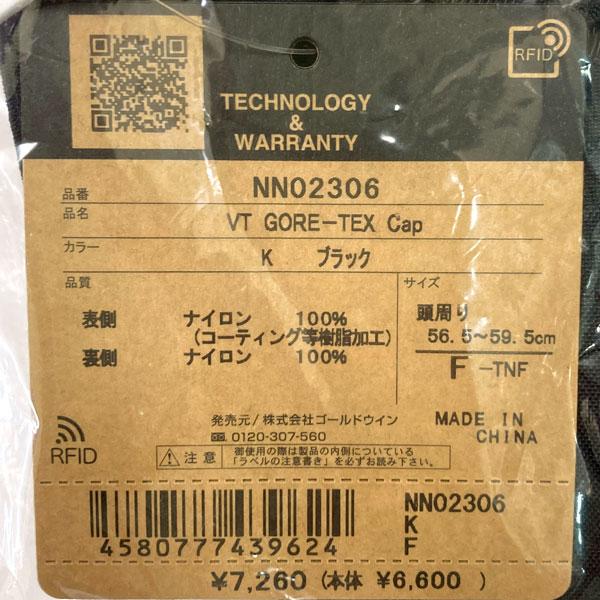 RFID
TECHNOLOGY
&
WARRANTY
品番 NN02306
品名 VT GORE-TEX Cap
カラー K ブラック
品質
表側 ナイロン 100%
(コーティング等樹脂加工)
裏側 ナイロン 100%
サイズ
頭周り
56.5~59.5cm
F -TNF
RFID
発売元/株式会社ゴールドウイン
0120-307-560
注意 御使用の際は製品の内側についている
「ラベルの注意書き」を必ずお読み下さい。
MADE IN
CHINA
4580777439624
NN02306
K
F
¥7,260 (本体 ¥6,600 )